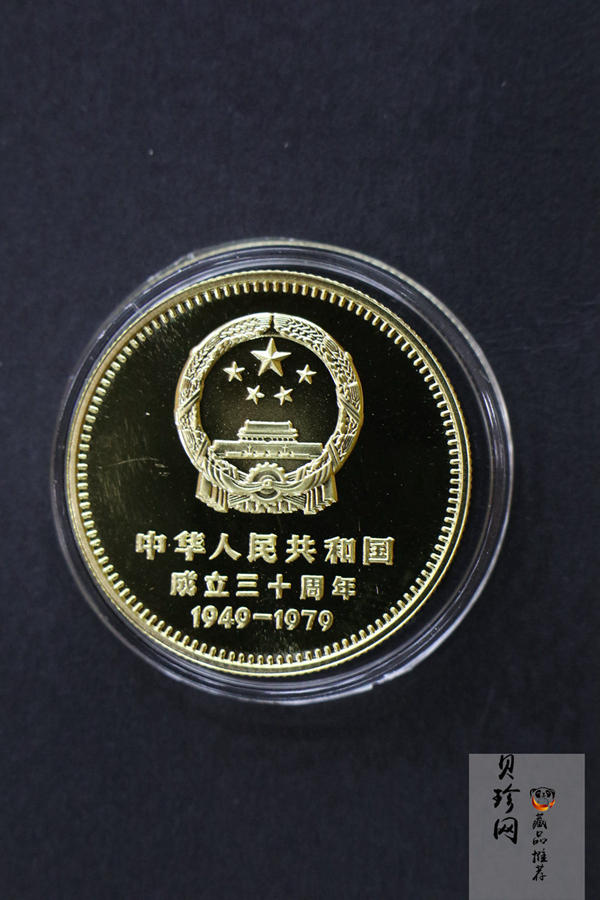 中华人民共和国
成立三十周年
1949-1979
贝珍网
藏品推荐